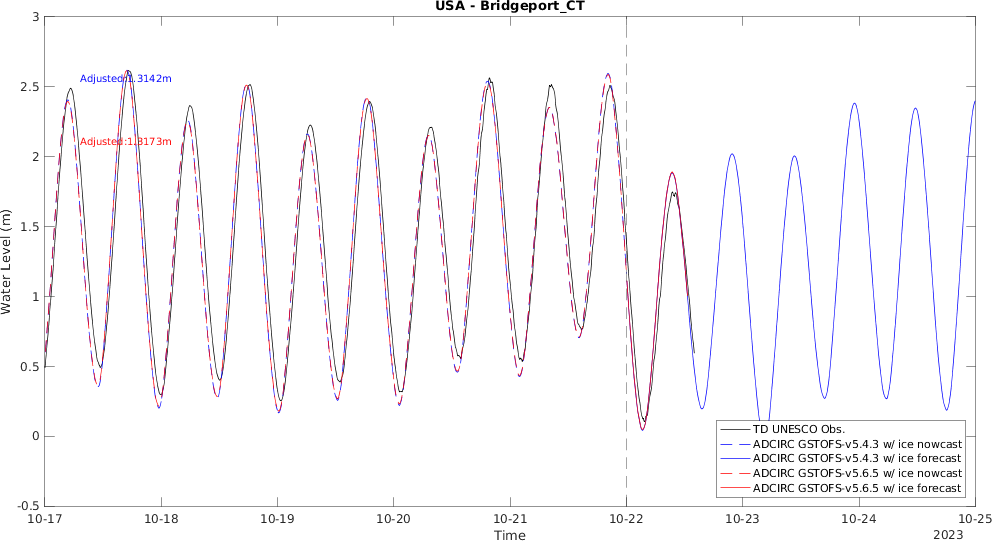 USA - Bridgeport_CT
3
2.5
2
1.5
1
0.5
0
-0.5
Water Level (m)
Adjusted:1.3142m
Adjusted:1.3173m
TD UNESCO Obs.
ADCIRC GSTOFS-v5.4.3 w/ ice nowcast
ADCIRC GSTOFS-v5.4.3 w/ ice forecast
ADCIRC GSTOFS-v5.6.5 w/ ice nowcast
ADCIRC GSTOFS-v5.6.5 w/ ice forecast
10-17 10-18 10-19 10-20 10-21 10-22 10-23 10-24 10-25
Time
2023